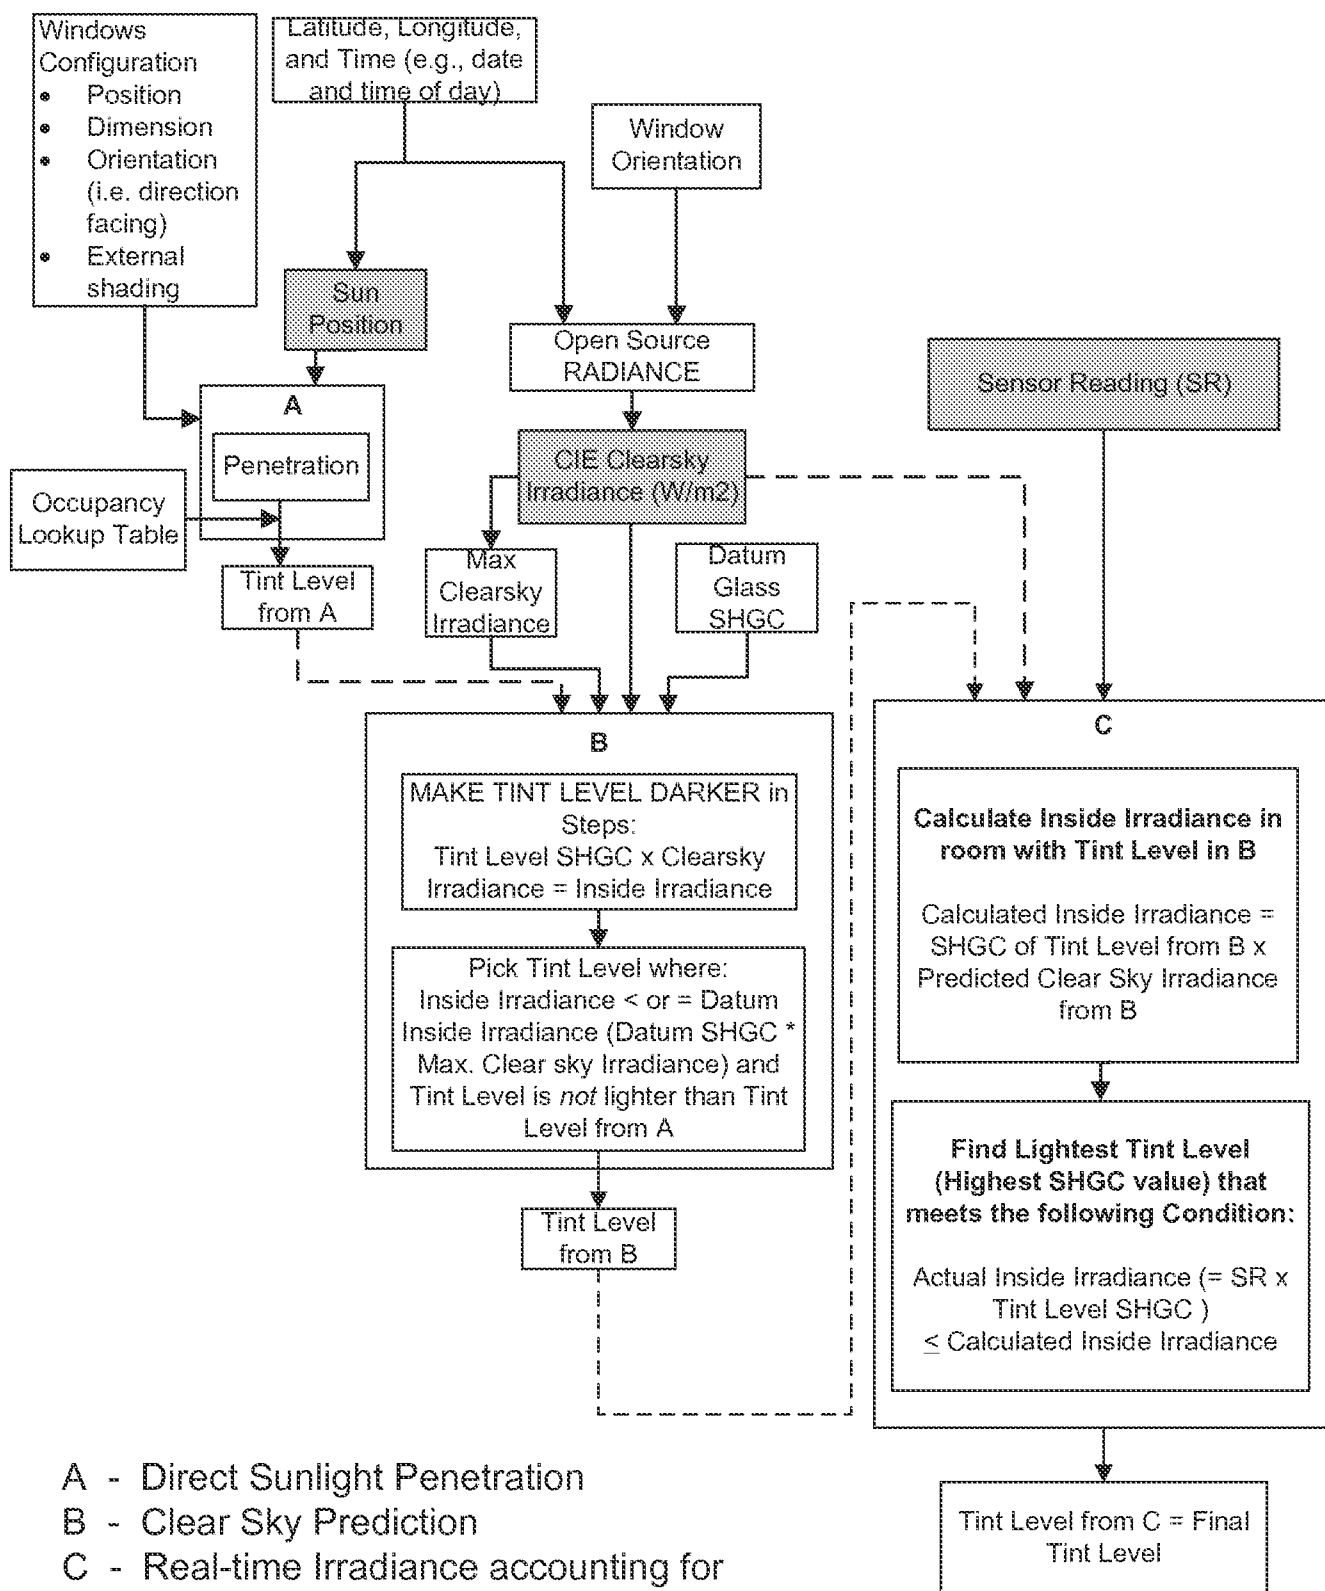 Windows
Configuration
• Position
• Dimension
• Orientation
(i.e. direction
facing)
• External
shading
Latitude, Longitude,
and Time (e.g., date
and time of day)
Window
Orientation
Sun
Position
Open Source
RADIANCE
Sensor Reading (SR)
A
Penetration
CIE Clearsky
Irradiance (W/m2)
Occupancy
Lookup Table
Tint Level
from A
Max
Clearsky
Irradiance
Datum
Glass
SHGC
B
MAKE TINT LEVEL DARKER in
Steps:
Tint Level SHGC x Clearsky
Irradiance = Inside Irradiance
Pick Tint Level where:
Inside Irradiance < or = Datum
Inside Irradiance (Datum SHGC *
Max. Clear sky Irradiance) and
Tint Level is not lighter than Tint
Level from A
Tint Level
from B
C
Calculate Inside Irradiance in
room with Tint Level in B
Calculated Inside Irradiance =
SHGC of Tint Level from B x
Predicted Clear Sky Irradiance
from B
Find Lightest Tint Level
(Highest SHGC value) that
meets the following Condition:
Actual Inside Irradiance (= SR x
Tint Level SHGC )
≤ Calculated Inside Irradiance
Tint Level from C = Final
Tint Level
A - Direct Sunlight Penetration
B - Clear Sky Prediction
C - Real-time Irradiance accounting for